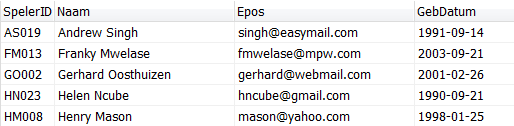 SpelerID Naam Epos GebDatum
AS019 Andrew Singh singh@easymail.com 1991-09-14
FM013 Franky Mwelase fmwelase@mpw.com 2003-09-21
GO002 Gerhard Oosthuizen gerhard@webmail.com 2001-02-26
HN023 Helen Ncube hncube@gmail.com 1990-09-21
HM008 Henry Mason mason@yahoo.com 1998-01-25